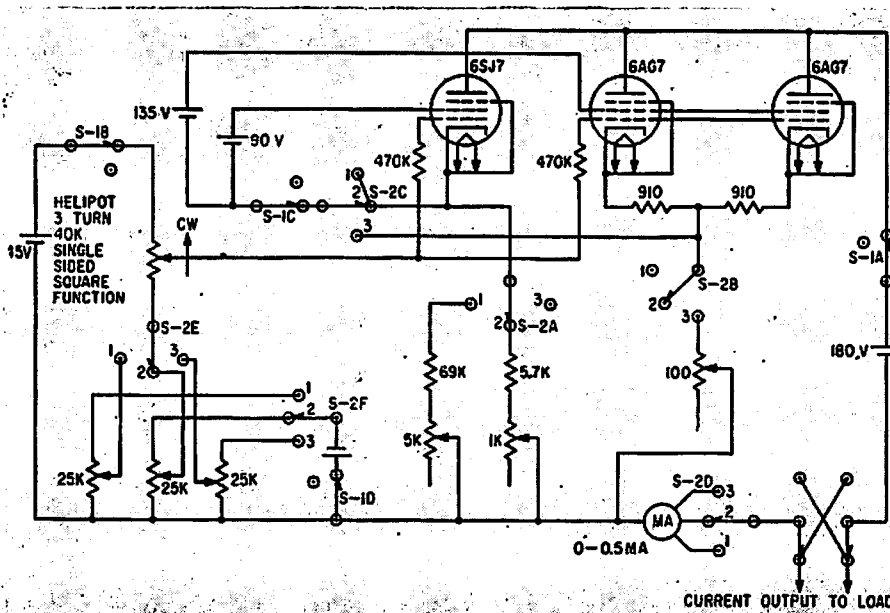 6SJ7
6AG7
6AG7
135 V
90 V
S-1B
470K
470K
1
2
S-2C
S-1C
3
910
910
HELIPOT
3 TURN
40K
SINGLE
SIDED
SQUARE
FUNCTION
CW
45V
S-1A
1
S-2B
2
3
S-2E
1
2
3
1
3
2
S-2A
180 V
69K
5.7K
100
1
2
S-2F
3
5K
1K
25K
25K
25K
S-1D
S-2D
3
MA
2
1
0-0.5MA
CURRENT OUTPUT TO LOAD